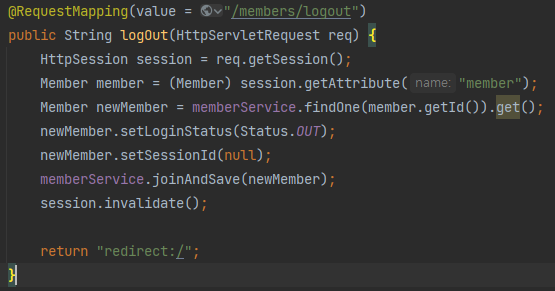 @RequestMapping(value = "/members/logout")
public String logOut(HttpServletRequest req) {
HttpSession session = req.getSession();
Member member = (Member) session.getAttribute( name: "member");
Member newMember = memberService.findOne(member.getId()).get();
newMember.setLoginStatus(Status.OUT);
newMember.setSessionId(null);
memberService.joinAndSave(newMember);
session.invalidate();
return "redirect:/";
}